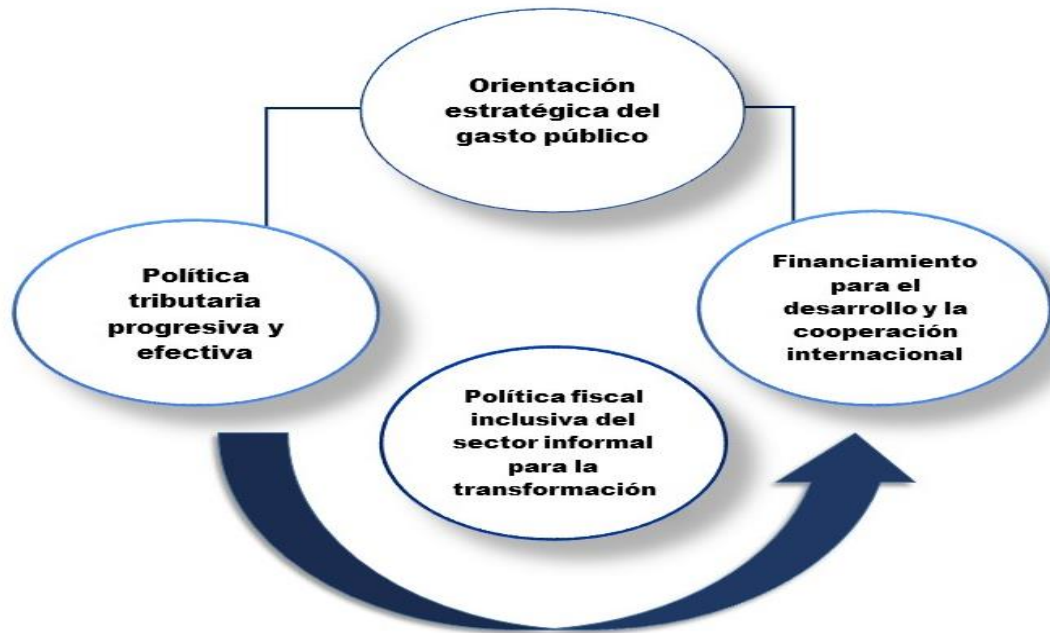 Orientación
estratégica del
gasto público
Política
tributaria
progresiva y
efectiva
Financiamiento
para el
desarrollo y la
cooperación
internacional
Política fiscal
inclusiva del
sector informal
para la
transformación